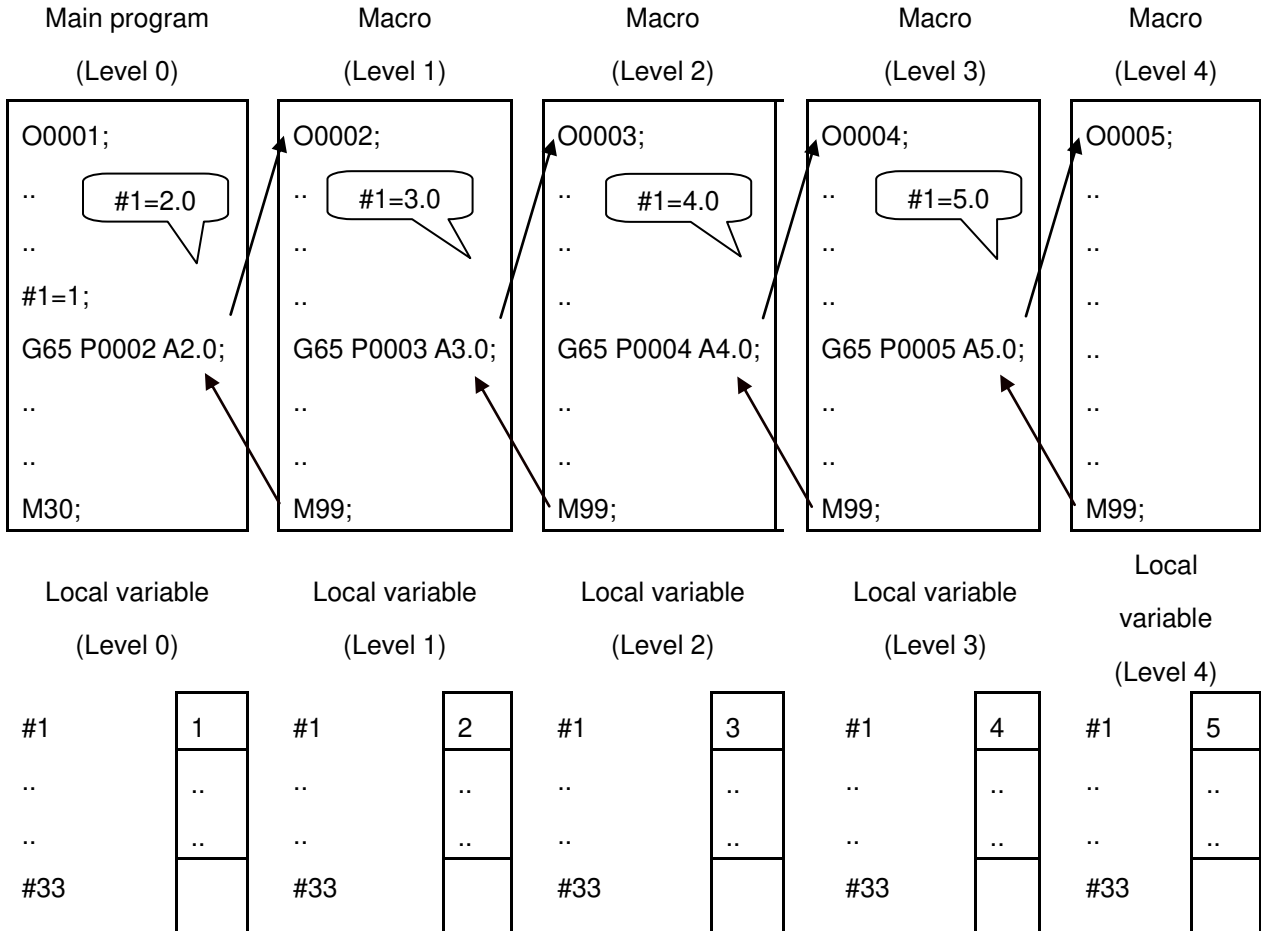 Main program Macro Macro Macro Macro
(Level 0) (Level 1) (Level 2) (Level 3) (Level 4)
O0001; O0002; O0003; O0004; O0005;
.. #1=2.0 .. #1=3.0 .. #1=4.0 .. #1=5.0 ..
.. .. .. .. ..
#1=1; .. .. .. ..
G65 P0002 A2.0; G65 P0003 A3.0; G65 P0004 A4.0; G65 P0005 A5.0; ..
.. .. .. .. ..
.. .. .. .. ..
M30; M99; M99; M99; M99;
Local variable Local variable Local variable Local variable Local
variable
(Level 0) (Level 1) (Level 2) (Level 3) (Level 4)
#1 1 #1 2 #1 3 #1 4 #1 5
.. .. .. .. .. .. .. .. .. ..
.. .. .. .. .. .. .. .. .. ..
#33 #33 #33 #33 #33